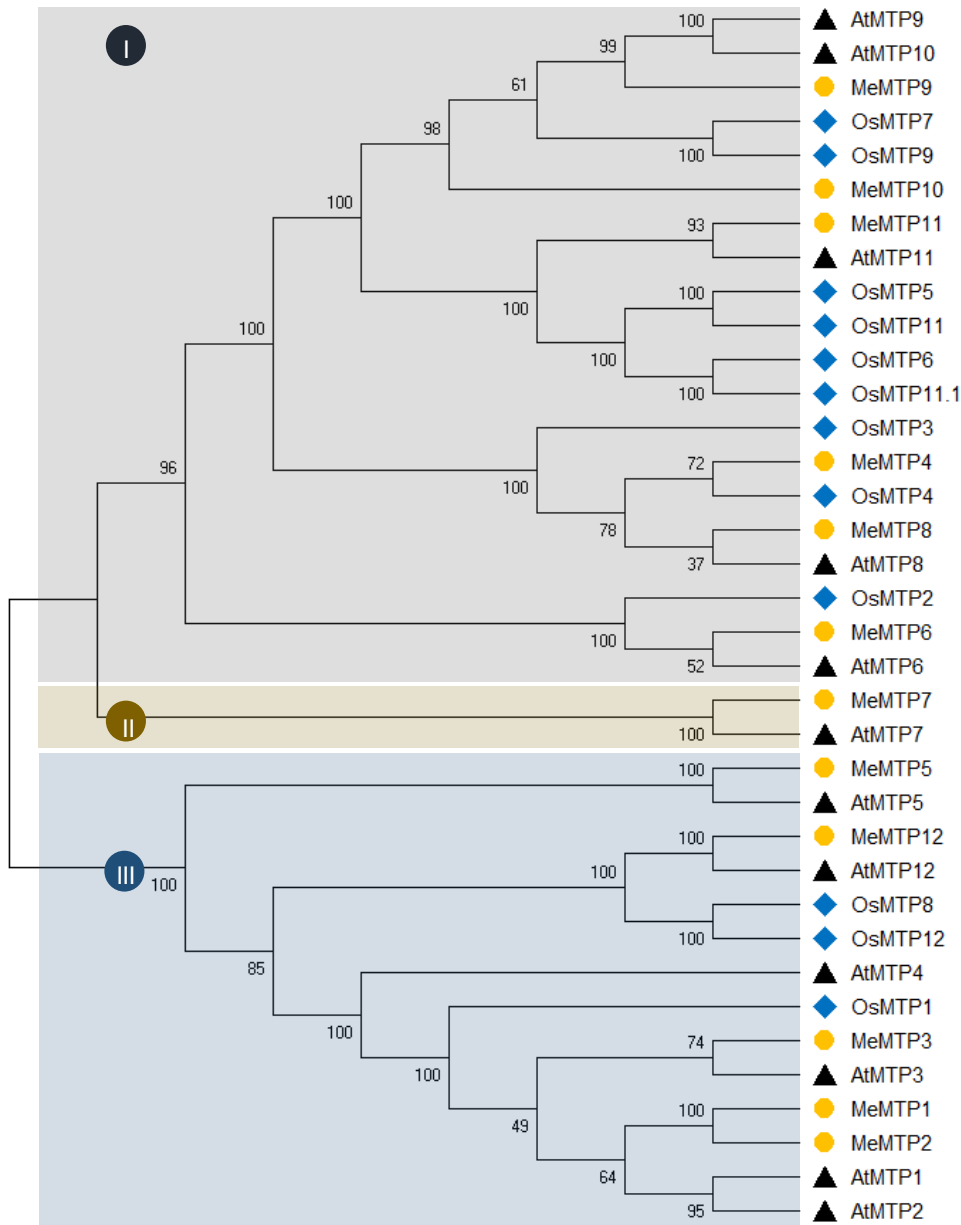 I
100
AtMTP9
99
AtMTP10
61
MeMTP9
98
OsMTP7
100
OsMTP9
100
MeMTP10
93
MeMTP11
AtMTP11
100
100
OsMTP5
100
OsMTP11
100
OsMTP6
100
OsMTP11.1
OsMTP3
96
72
MeMTP4
100
OsMTP4
78
MeMTP8
37
AtMTP8
OsMTP2
100
MeMTP6
52
AtMTP6
II
MeMTP7
100
AtMTP7
100
MeMTP5
AtMTP5
100
MeMTP12
III
100
100
AtMTP12
OsMTP8
100
OsMTP12
85
AtMTP4
100
OsMTP1
74
MeMTP3
100
AtMTP3
100
MeMTP1
49
MeMTP2
64
AtMTP1
95
AtMTP2